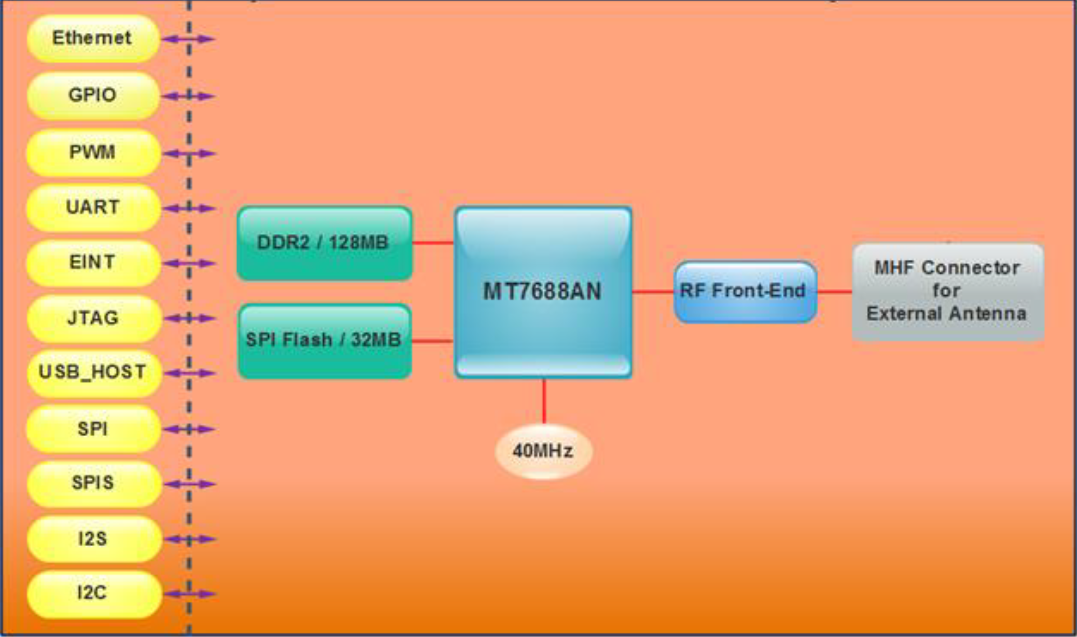 Ethernet
GPIO
PWM
UART
EINT
JTAG
USB_HOST
SPI
SPIS
I2S
I2C
DDR2 / 128MB
SPI Flash / 32MB
MT7688AN
40MHz
RF Front-End
MHF Connector
for
External Antenna